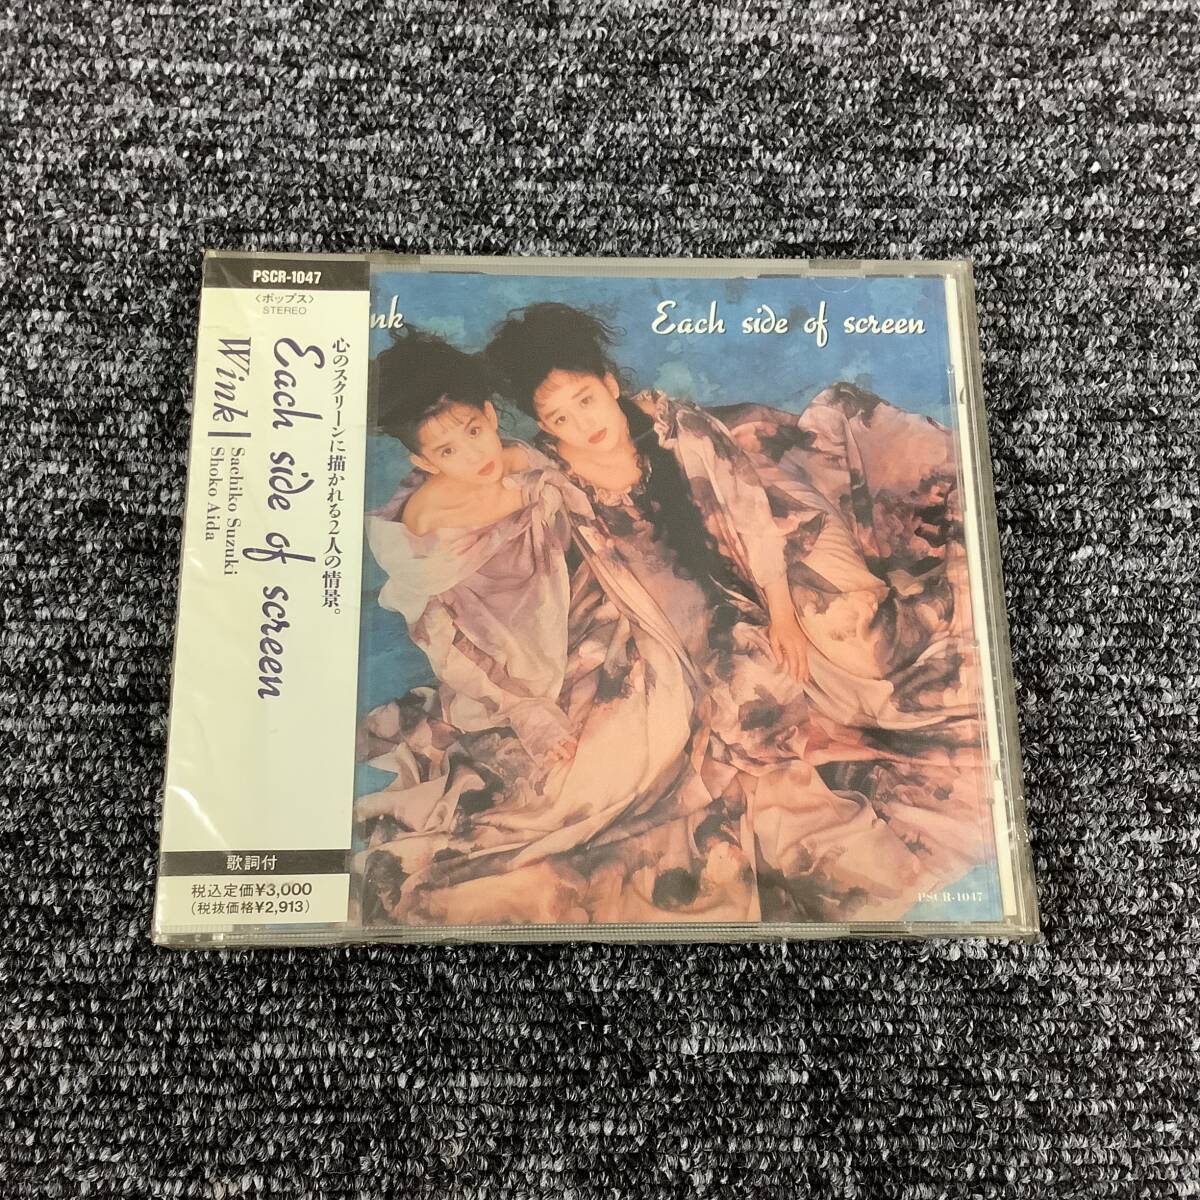 PSCR-1047
〈ポップス〉
STEREO
心のスクリーンに描かれる2人の情景。
Each side of screen
Wink
Sachiko Suzuki
Shoko Aida
歌詞付
税込定価¥3,000
(税抜価格¥2,913)
nk
Each side of screen
PSCR-1047